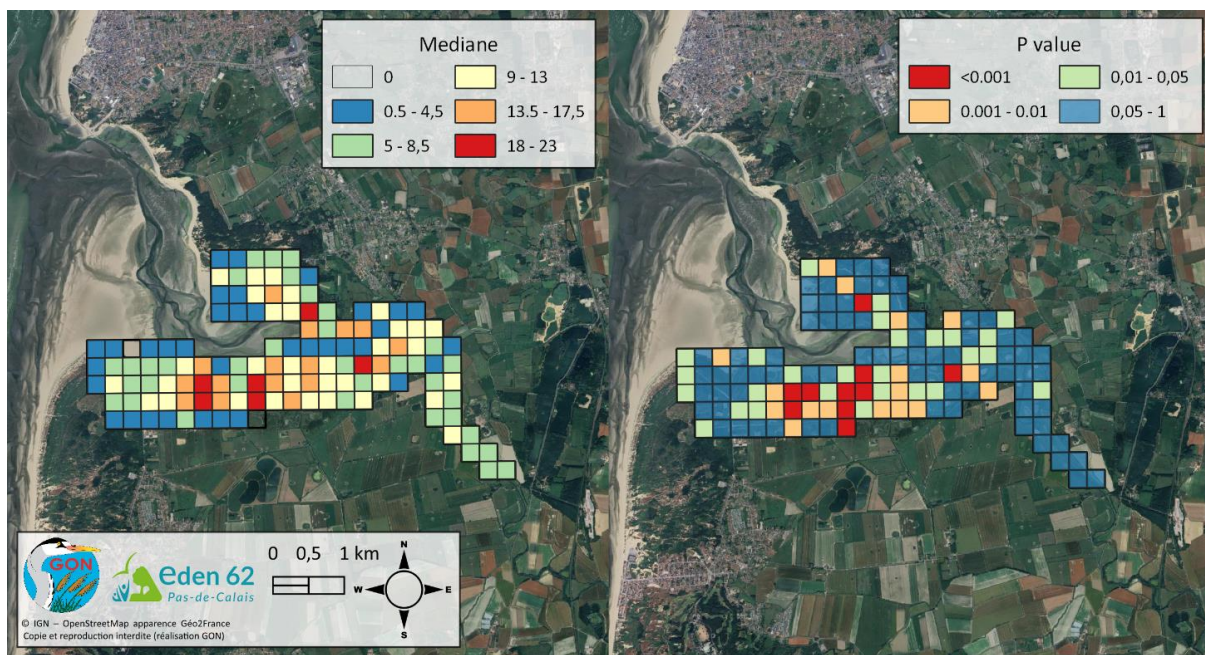 Mediane
0
0.5 - 4,5
5 - 8,5
9 - 13
13.5 - 17,5
18 - 23
P value
<0.001
0.001 - 0.01
0,01 - 0,05
0,05 - 1
GON
eden 62
Pas-de-Calais
0 0,5 1 km
N
W E
S
© IGN – OpenStreetMap apparence Géo2France
Copie et reproduction interdite (réalisation GON)